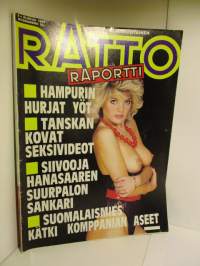 RATTO
RAPORTTI
HAMPURIN
HURJAT YÖT
TANSKAN
KOVAT
SEKSIVIDEOT
SIIVOOJA
HANASAAREN
SUURPALON
SANKARI
SUOMALAISMIES
KÄTKI KOMPPANIAN ASEET